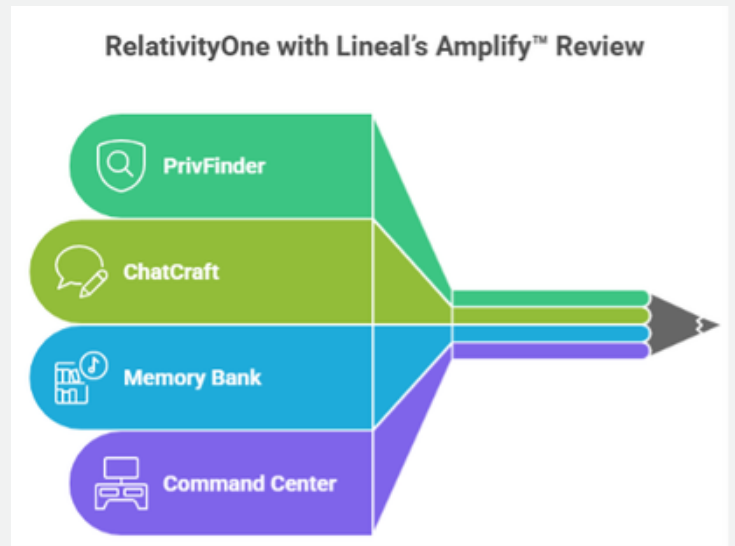 RelativityOne with Lineal's Amplify™ Review
PrivFinder
ChatCraft
Memory Bank
Command Center